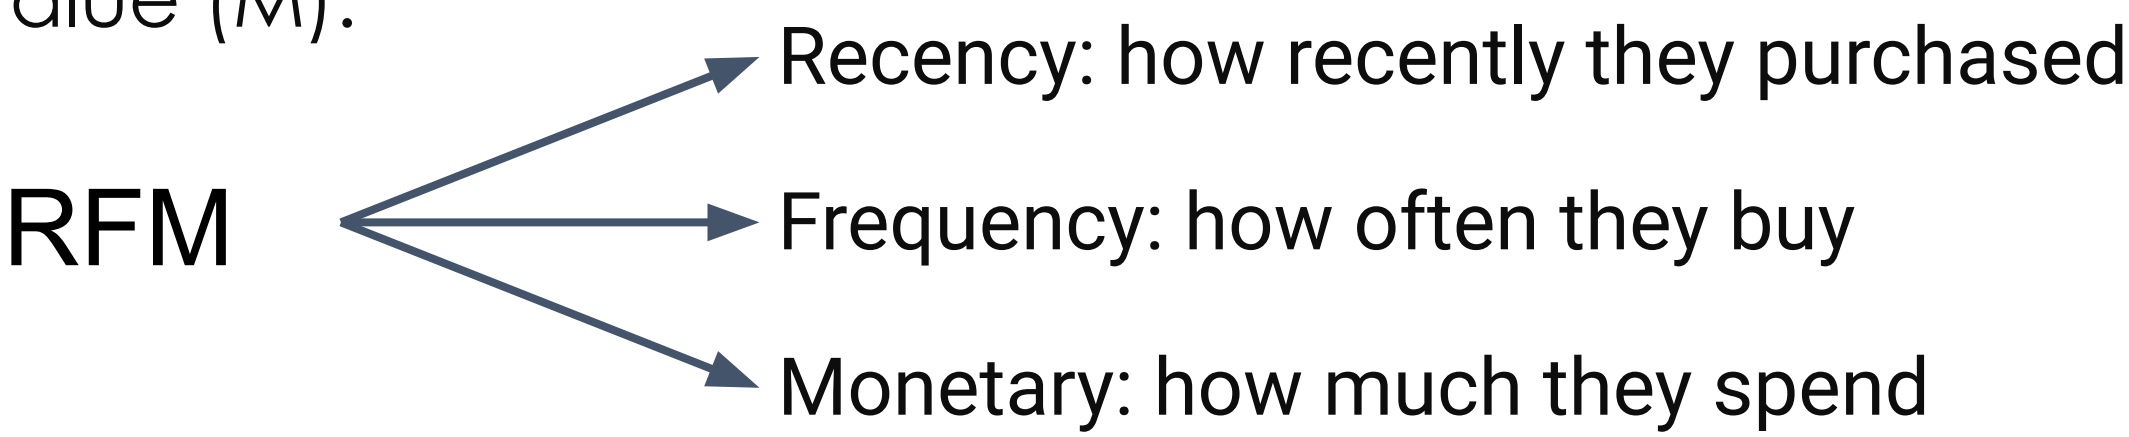 (M).
Recency: how recently they purchased
RFM
Frequency: how often they buy
Monetary: how much they spend